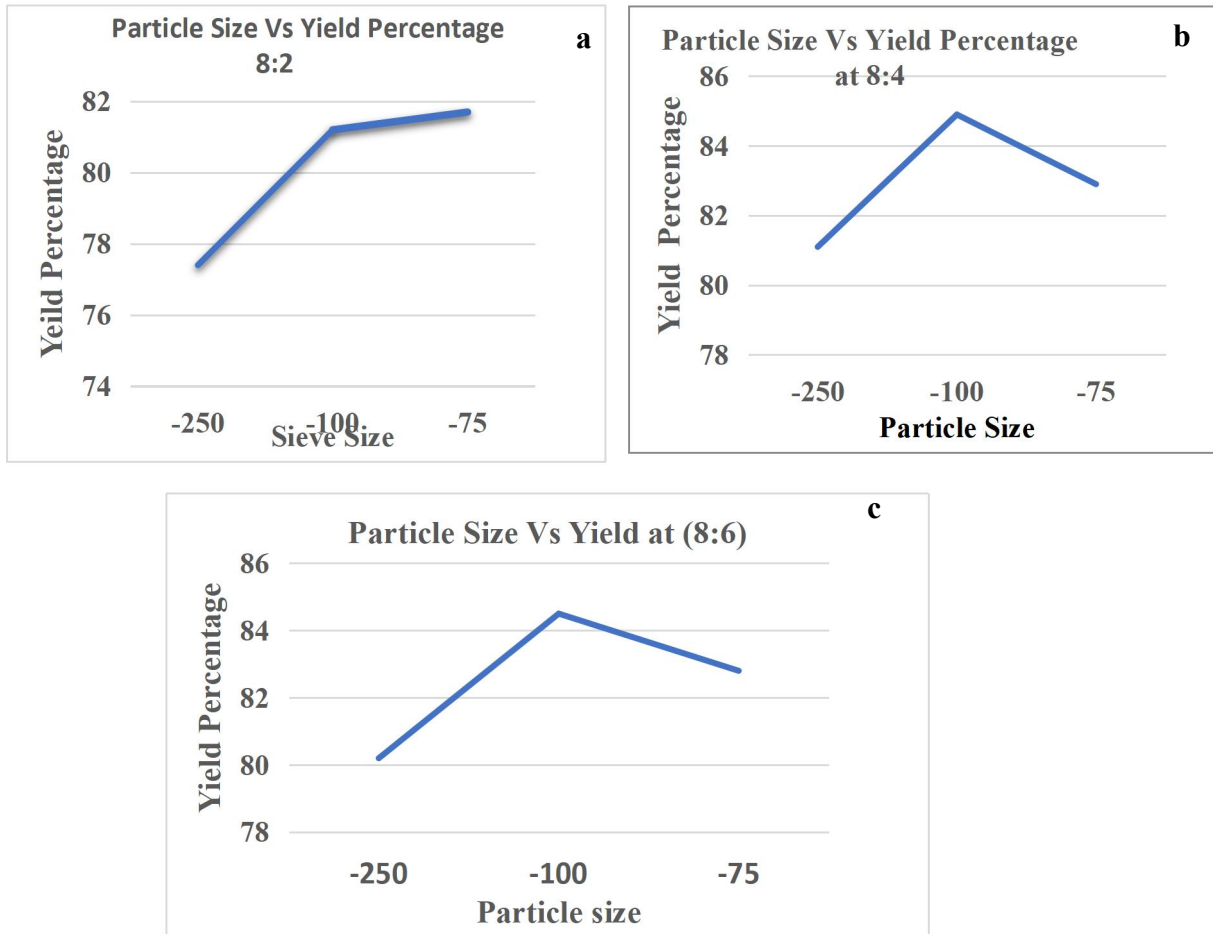 Particle Size Vs Yield Percentage
8:2
a
82
80
78
76
74
Yeild Percentage
-250 -100 -75
Sieve Size
Particle Size Vs Yield Percentage
at 8:4
b
86
84
82
80
78
Yield Percentage
-250 -100 -75
Particle Size
c
Particle Size Vs Yield at (8:6)
86
84
82
80
78
Yield Percentage
-250 -100 -75
Particle size